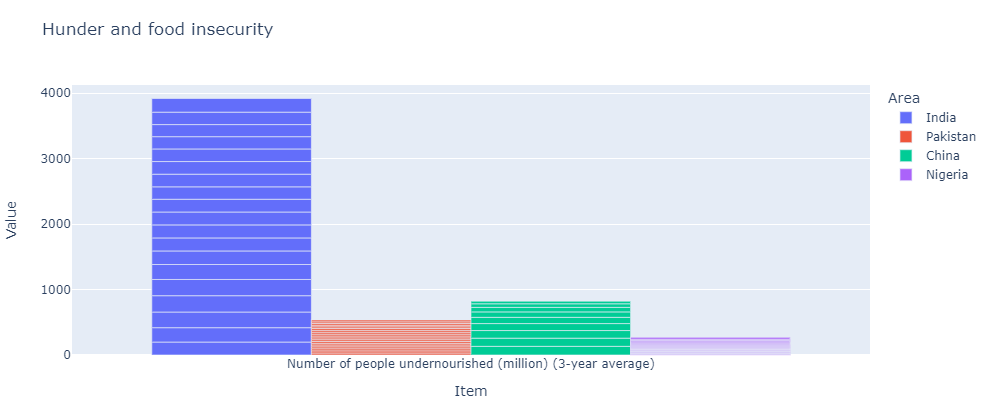 Hunder and food insecurity
4000
3000
2000
1000
0
Value
Number of people undernourished (million) (3-year average)
Item
Area
India
Pakistan
China
Nigeria